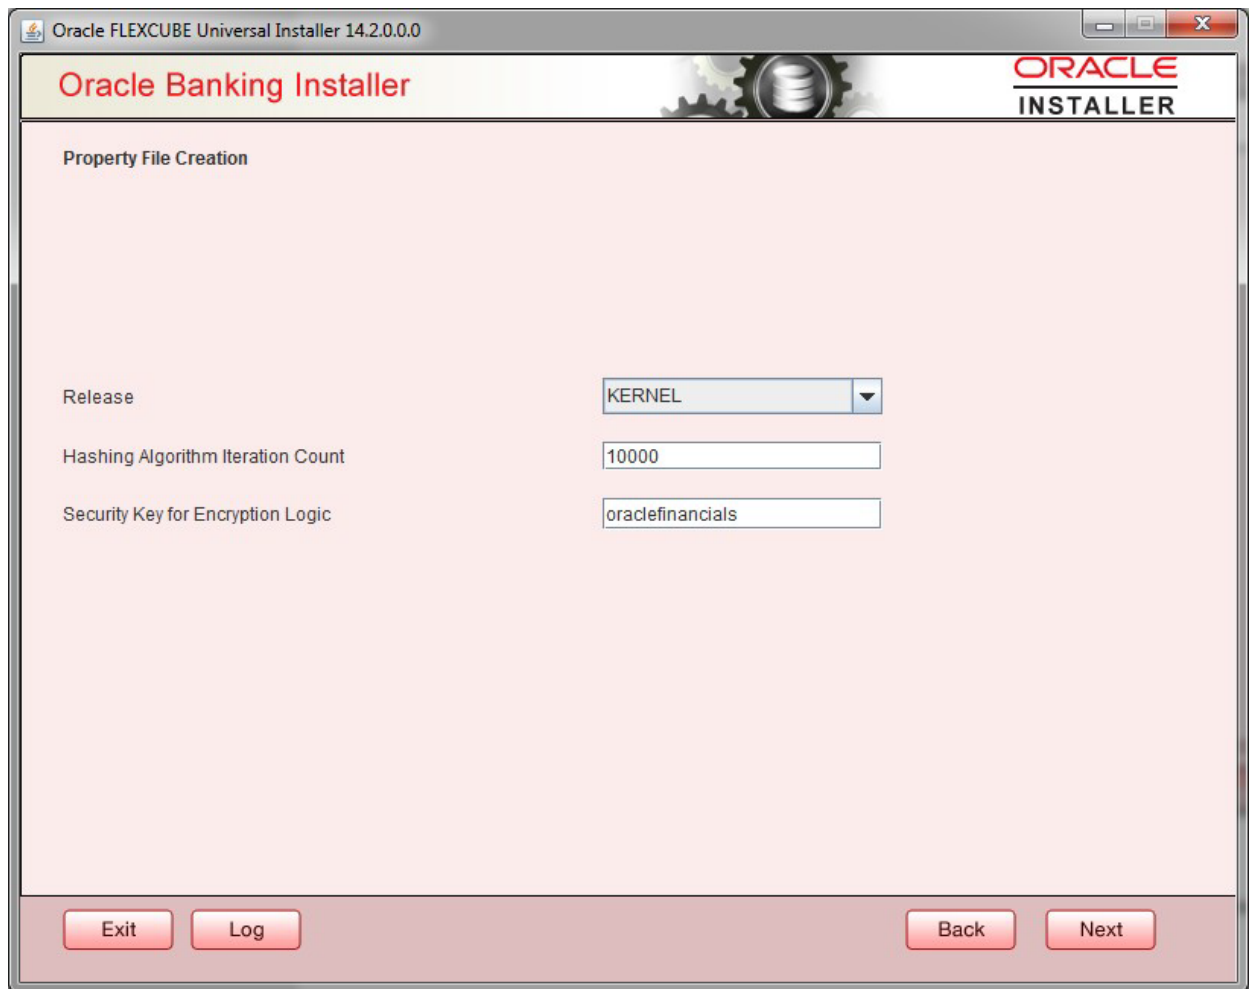 Oracle FLEXCUBE Universal Installer 14.2.0.0.0
Oracle Banking Installer
ORACLE
INSTALLER
Property File Creation
Release KERNEL
Hashing Algorithm Iteration Count 10000
Security Key for Encryption Logic oraclefinancials
Exit Log Back Next